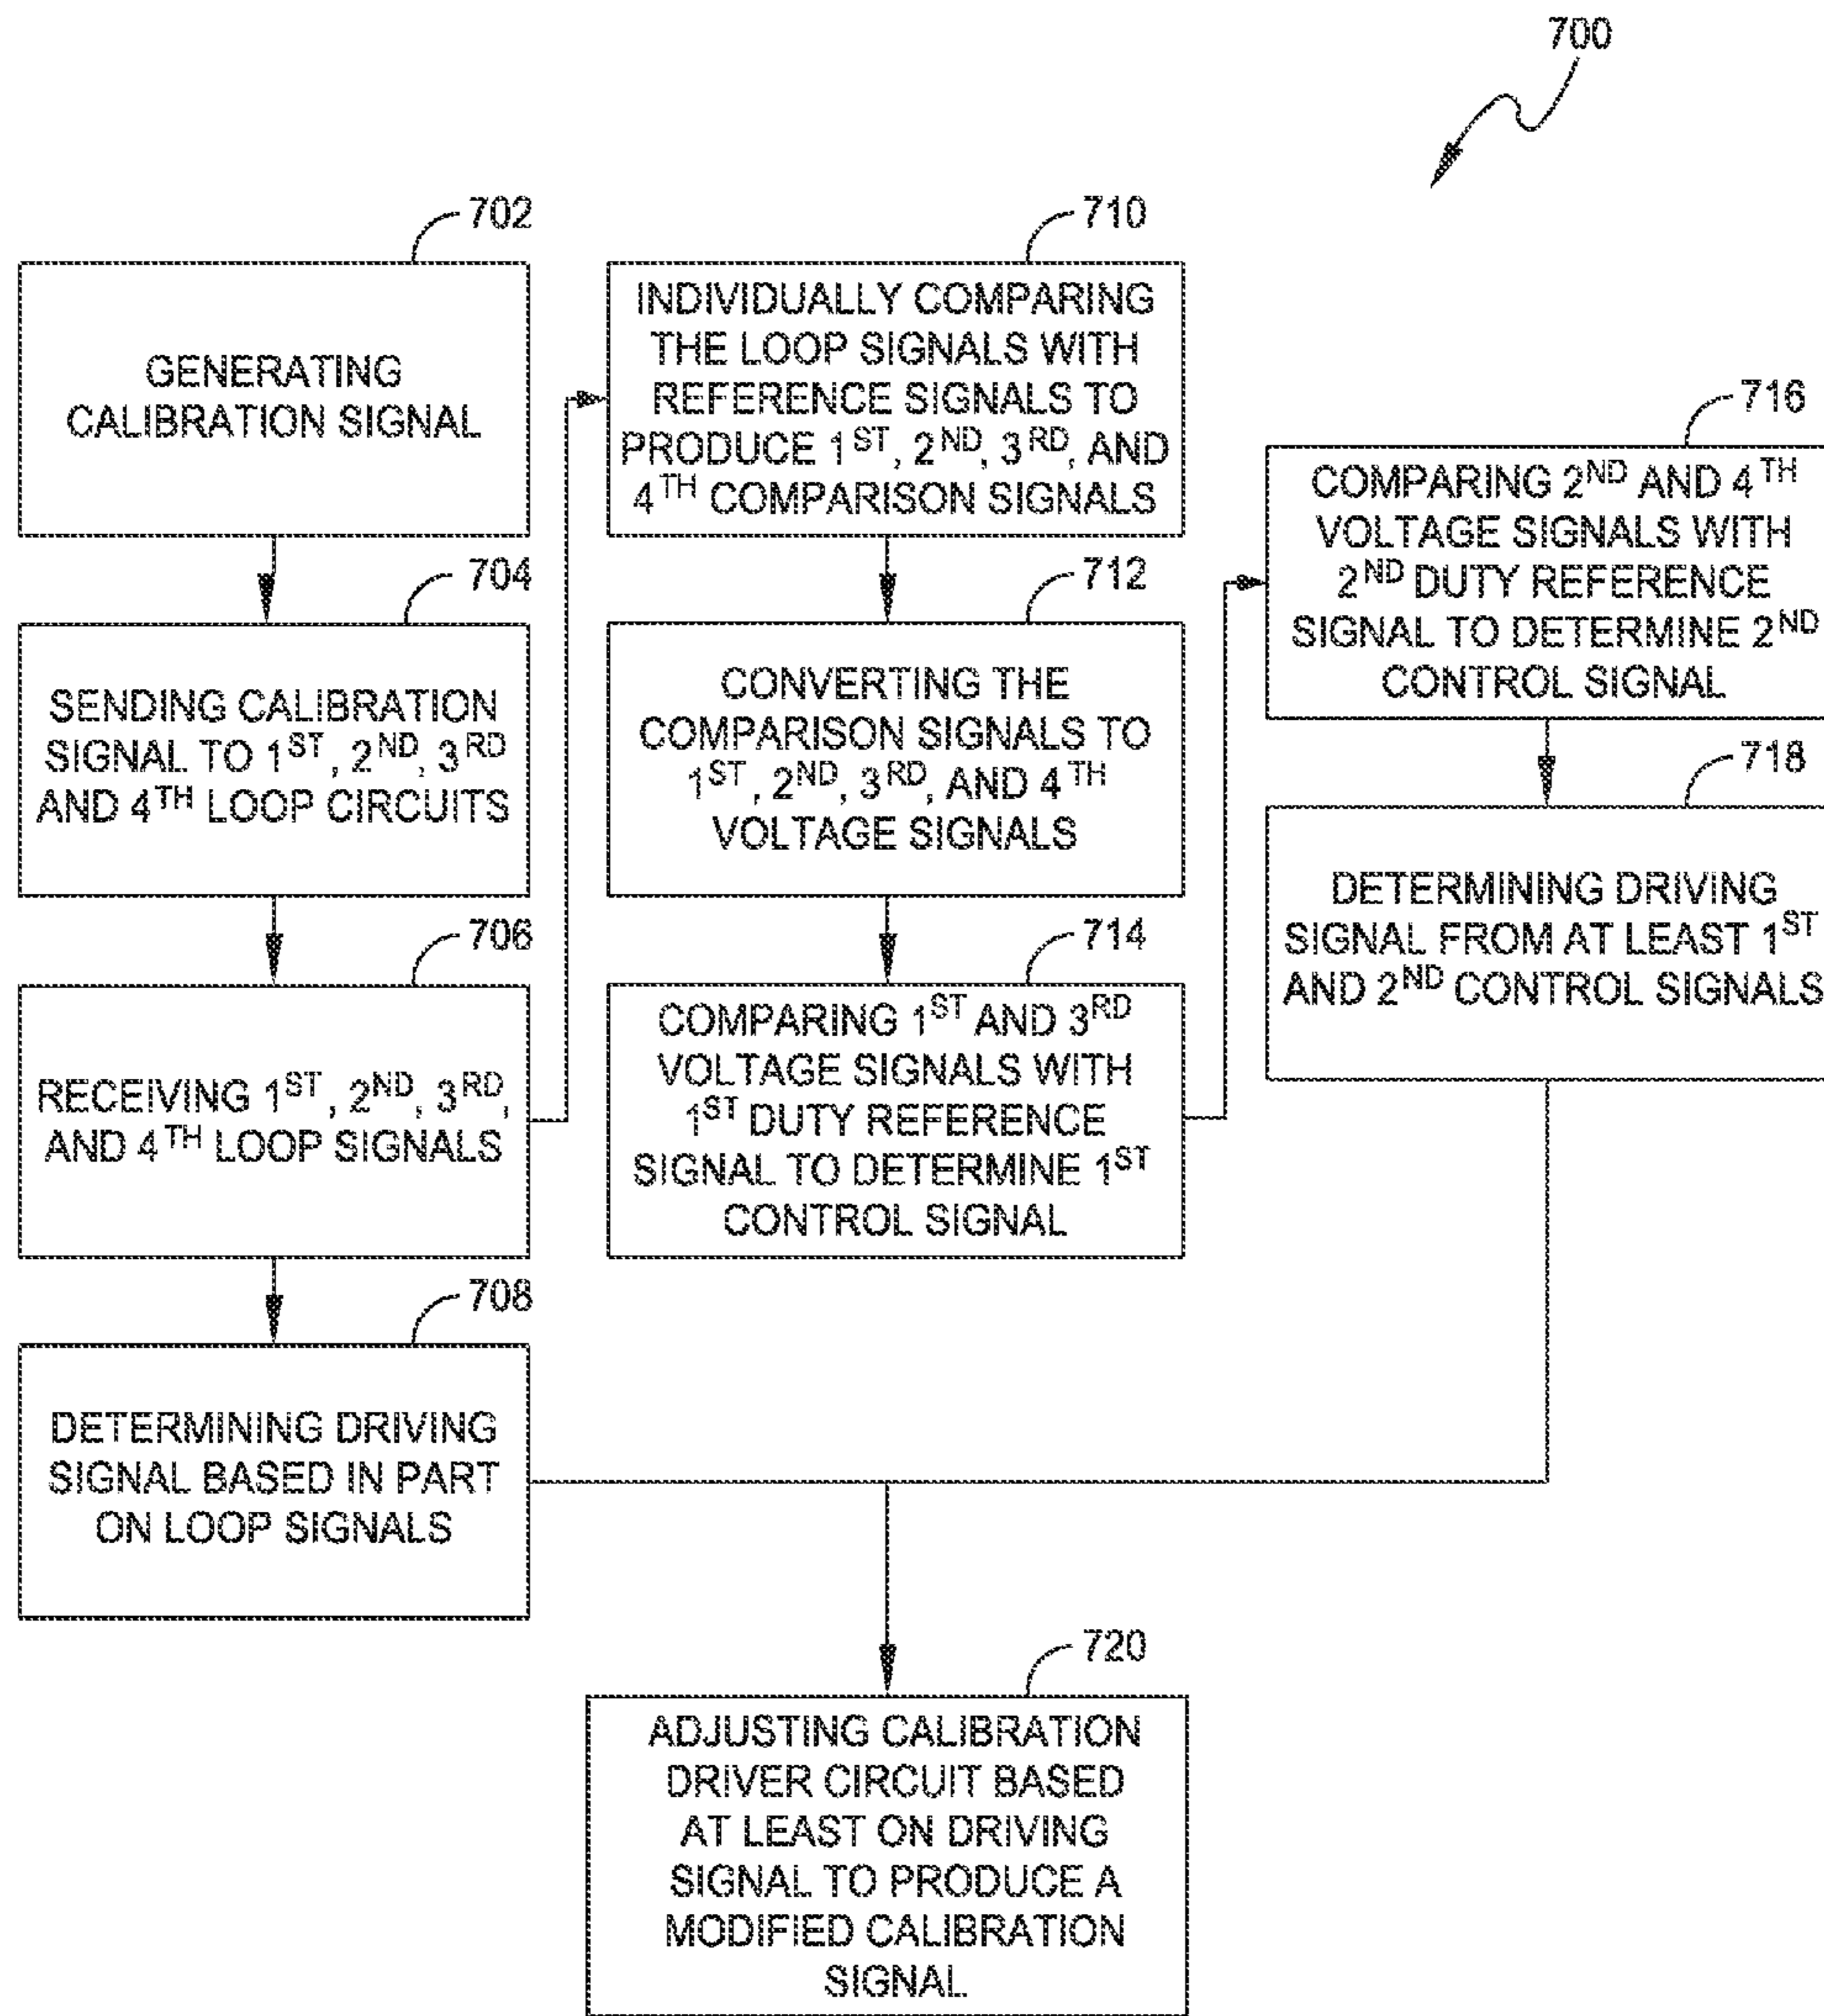 700
702
GENERATING
CALIBRATION SIGNAL
704
SENDING CALIBRATION
SIGNAL TO 1ST, 2ND, 3RD
AND 4TH LOOP CIRCUITS
706
RECEIVING 1ST, 2ND, 3RD,
AND 4TH LOOP SIGNALS
708
DETERMINING DRIVING
SIGNAL BASED IN PART
ON LOOP SIGNALS
710
INDIVIDUALLY COMPARING
THE LOOP SIGNALS WITH
REFERENCE SIGNALS TO
PRODUCE 1ST, 2ND, 3RD, AND
4TH COMPARISON SIGNALS
712
CONVERTING THE
COMPARISON SIGNALS TO
1ST, 2ND, 3RD, AND 4TH
VOLTAGE SIGNALS
714
COMPARING 1ST AND 3RD
VOLTAGE SIGNALS WITH
1ST DUTY REFERENCE
SIGNAL TO DETERMINE 1ST
CONTROL SIGNAL
716
COMPARING 2ND AND 4TH
VOLTAGE SIGNALS WITH
2ND DUTY REFERENCE
SIGNAL TO DETERMINE 2ND
CONTROL SIGNAL
718
DETERMINING DRIVING
SIGNAL FROM AT LEAST 1ST
AND 2ND CONTROL SIGNALS
720
ADJUSTING CALIBRATION
DRIVER CIRCUIT BASED
AT LEAST ON DRIVING
SIGNAL TO PRODUCE A
MODIFIED CALIBRATION
SIGNAL